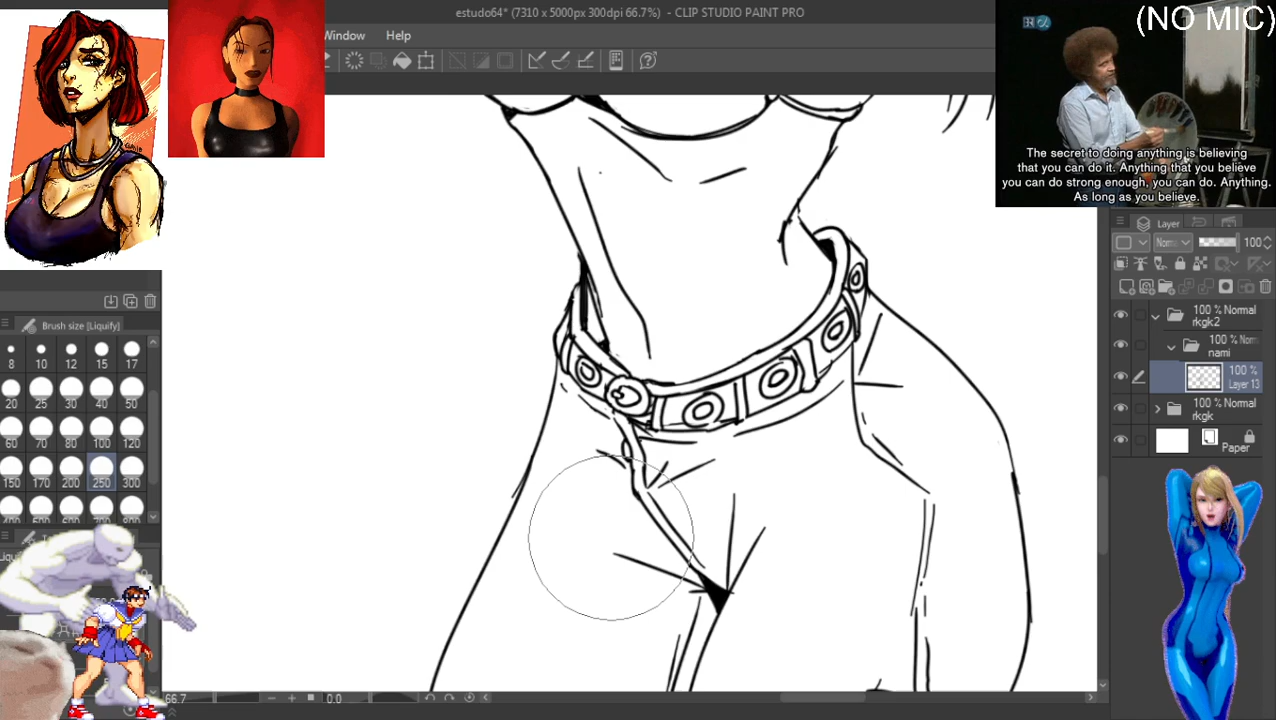 estudo64* (7310 x 5000px 300dpi 66.7%) - CLIP STUDIO PAINT PRO
(NO MIC)
Window Help
The secret to doing anything is believing
that you can do it. Anything that you believe
you can do strong enough, you can do. Anything.
As long as you believe.
Layer
100
Brush size [Liquify]
8 10 12 15 17
20 25 30 40 50
60 70 80 100 120
150 170 200 250 300
100 % Normal
rkgk2
100 %
nami
100 %
Layer 13
100 % Normal
rkgk
Paper
66.7
0.0